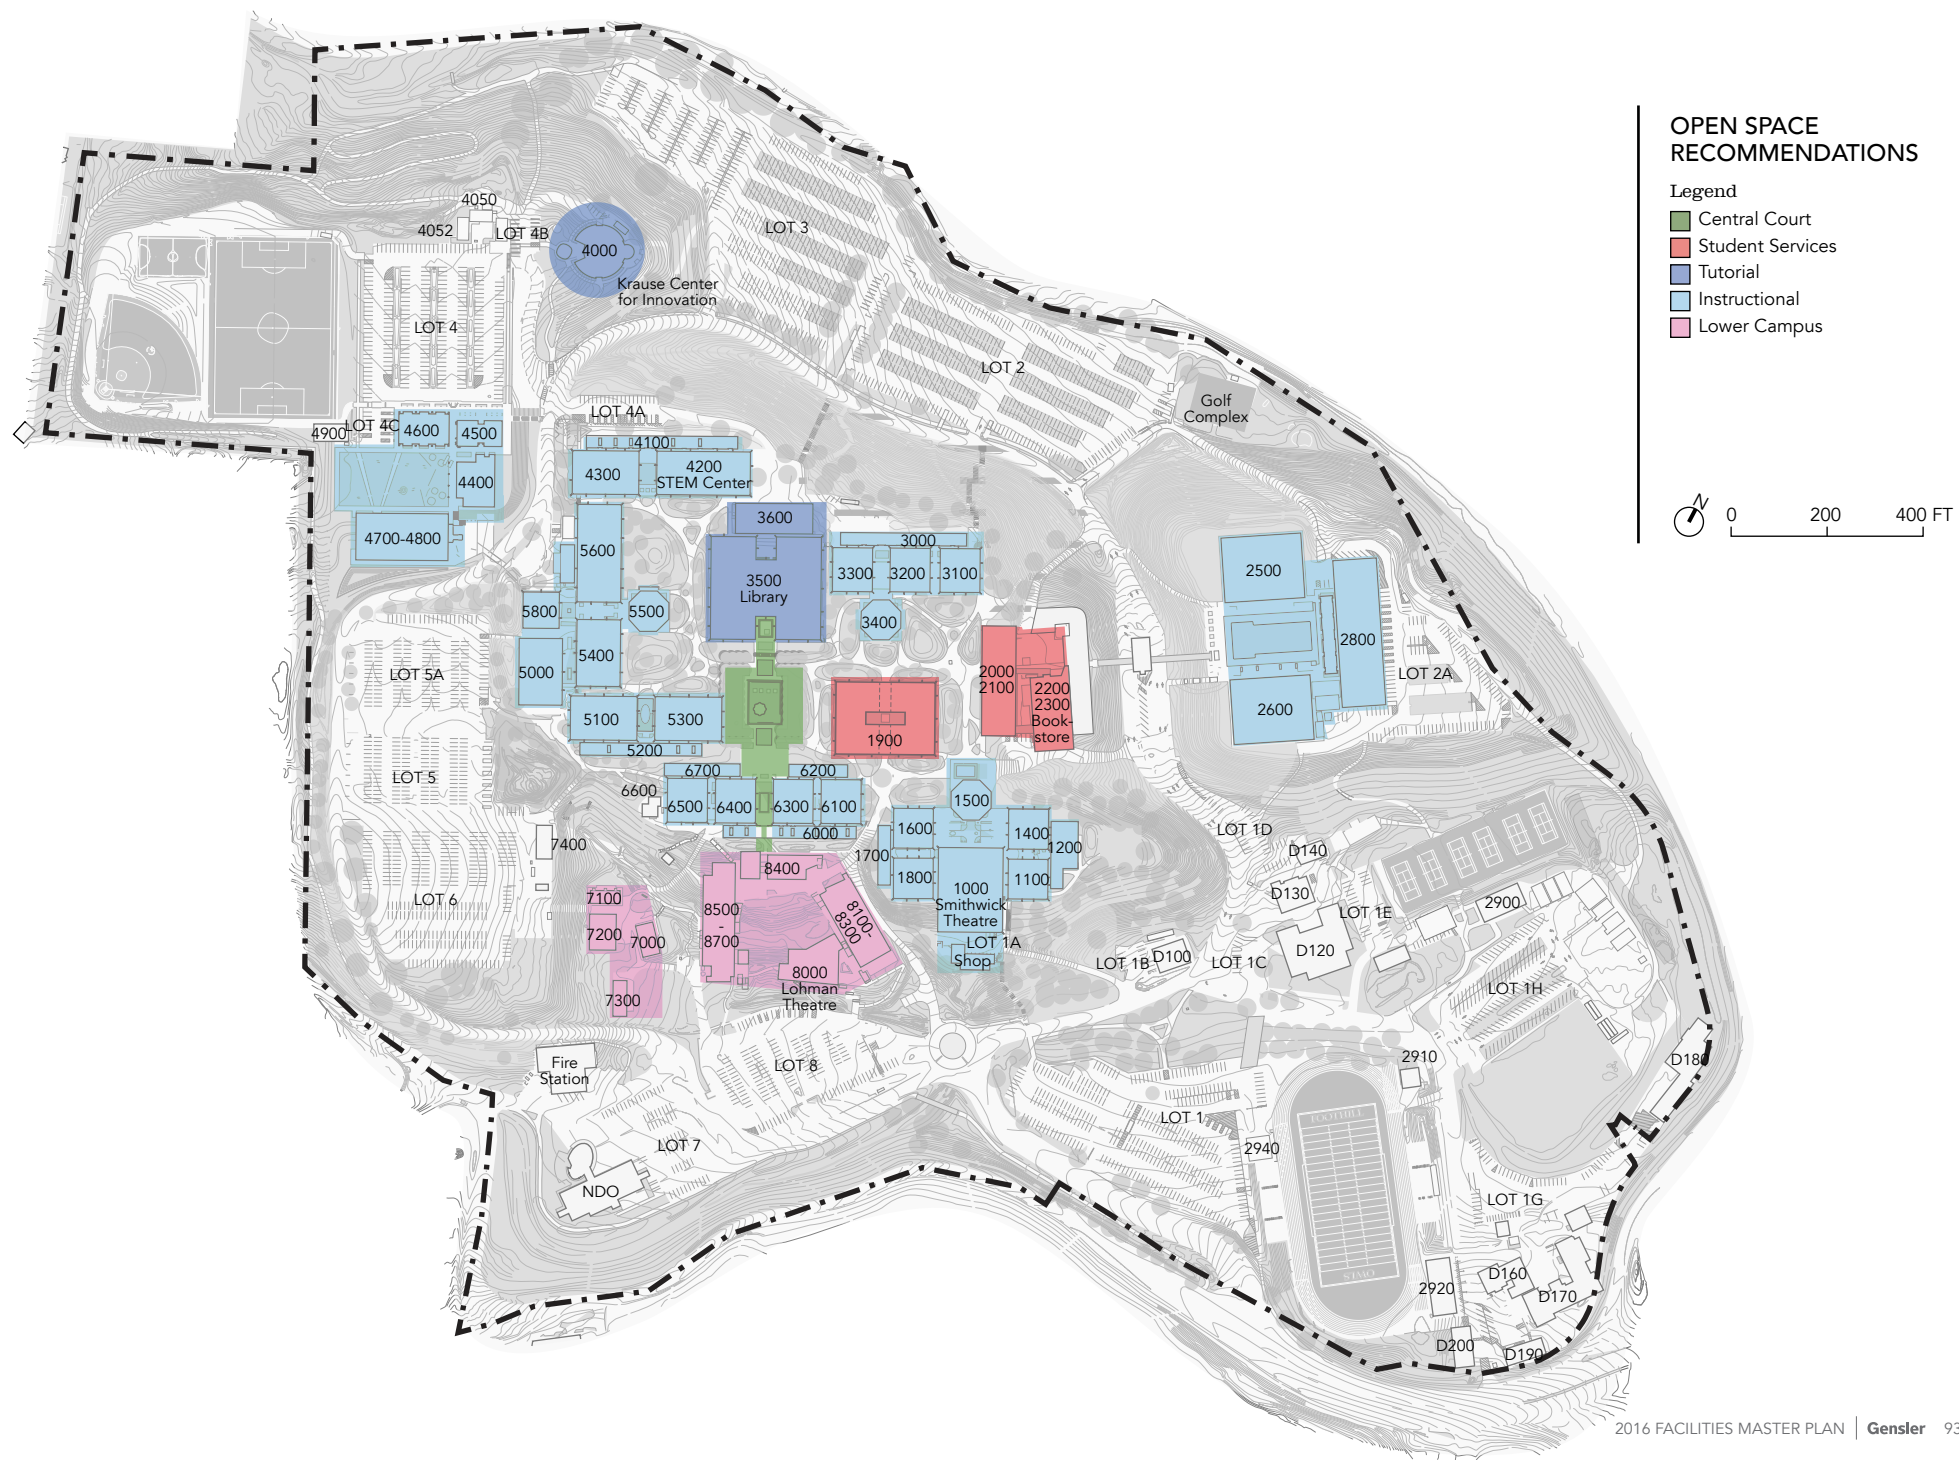 OPEN SPACE
RECOMMENDATIONS
Legend
Central Court
Student Services
Tutorial
Instructional
Lower Campus
N
0 200 400 FT
4050
4052
LOT 4B
4000
Krause Center
for Innovation
LOT 3
LOT 4
LOT 2
Golf
Complex
4900
LOT 4C
4600
4500
LOT 4A
4100
4300
4200
STEM Center
4400
4700-4800
3600
5600
3000
3300
3200
3100
3500
Library
2500
5800
5500
3400
2800
5400
5000
2000
2100
2200
2300
Book-
store
LOT 5A
LOT 2A
5100
5300
1900
2600
5200
LOT 5
6700
6200
6600
6500
6400
6300
6100
6000
1500
7400
1600
1400
1700
1200
LOT 1D
D140
8400
1800
1100
1000
Smithwick
Theatre
LOT 6
7100
7200
7000
8500
-
8700
8100-
8300
D130
LOT 1E
2900
LOT 1A
Shop
LOT 1B
D100
LOT 1C
D120
8000
Lohman
Theatre
7300
LOT 1H
Fire
Station
LOT 8
2910
D180
LOT 1
FOOTHILL
LOT 7
2940
NDO
LOT 1G
OWLS
2920
D160
D170
D200
D190
2016 FACILITIES MASTER PLAN | Gensler 93